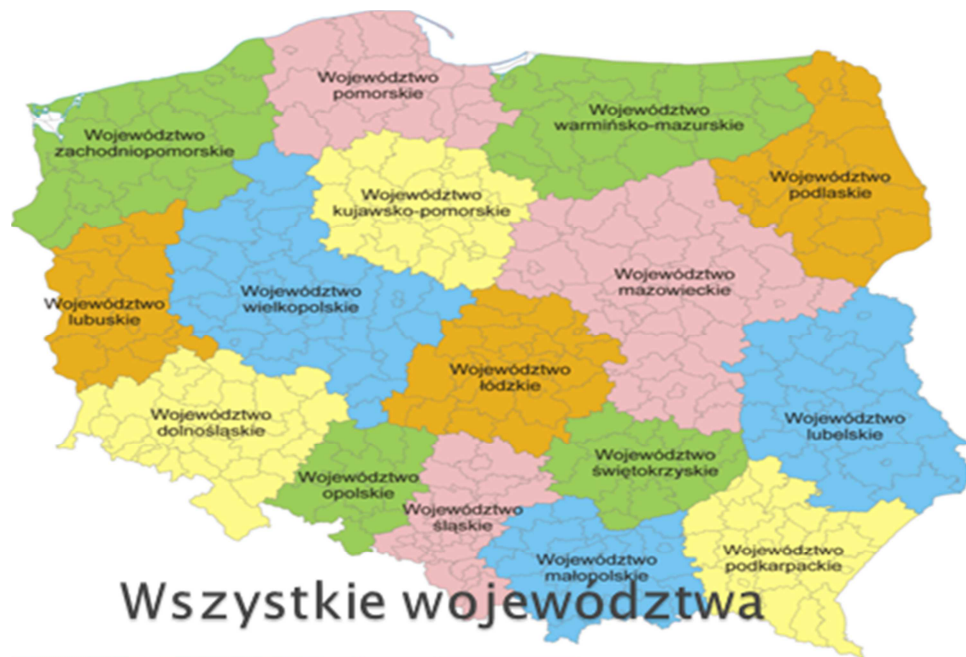 Województwo
pomorskie
Województwo
zachodniopomorskie
Województwo
warmińsko-mazurskie
Województwo
podlaskie
Województwo
kujawsko-pomorskie
Województwo
mazowieckie
Województwo
wielkopolskie
Województwo
lubuskie
Województwo
łódzkie
Województwo
dolnośląskie
Województwo
lubelskie
Województwo
opolskie
Województwo
świętokrzyskie
Województwo
śląskie
Województwo
małopolskie
Województwo
podkarpackie
Wszystkie województwa